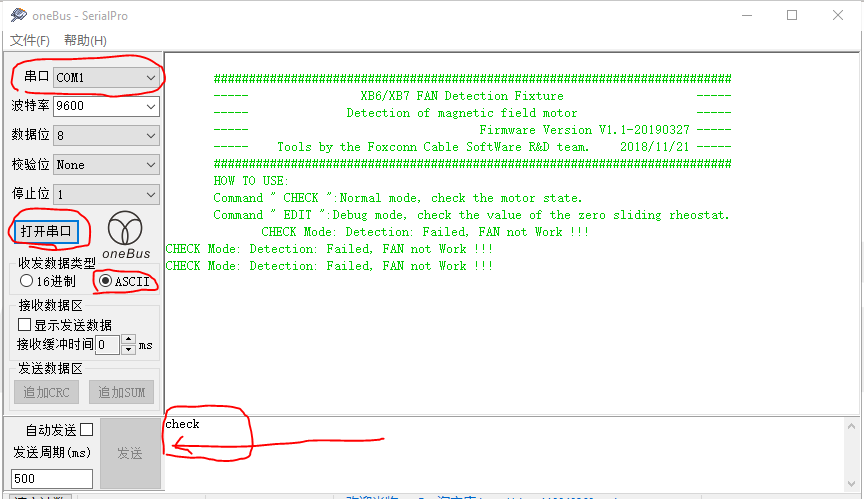 oneBus - SerialPro
文件(F) 帮助(H)
串口 COM1
波特率 9600
数据位 8
校验位 None
停止位 1
打开串口
oneBus
收发数据类型
16进制 ASCII
接收数据区
显示发送数据
接收缓冲时间 0 ms
发送数据区
追加CRC 追加SUM
###########################################################################
----- XB6/XB7 FAN Detection Fixture -----
----- Detection of magnetic field motor -----
----- Firmware Version V1.1-20190327 -----
----- Tools by the Foxconn Cable SoftWare R&D team. 2018/11/21 -----
###########################################################################
HOW TO USE:
Command " CHECK ":Normal mode, check the motor state.
Command " EDIT ":Debug mode, check the value of the zero sliding rheostat.
CHECK Mode: Detection: Failed, FAN not Work !!!
CHECK Mode: Detection: Failed, FAN not Work !!!
CHECK Mode: Detection: Failed, FAN not Work !!!
自动发送
发送周期(ms)
500
发送
check